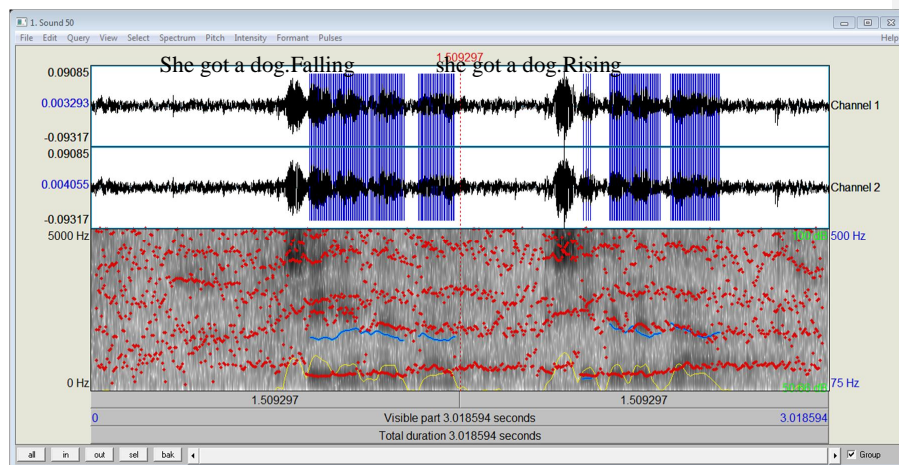 1. Sound 50
File Edit Query View Select Spectrum Pitch Intensity Formant Pulses Help
1.509297
She got a dog.Falling she got a dog.Rising
0.09085
0.003293 Channel 1
-0.09317
0.09085
0.004055 Channel 2
-0.09317
5000 Hz 500 Hz
0 Hz 75 Hz
1.509297 1.509297
0 Visible part 3.018594 seconds 3.018594
Total duration 3.018594 seconds
all in out sel bak Group